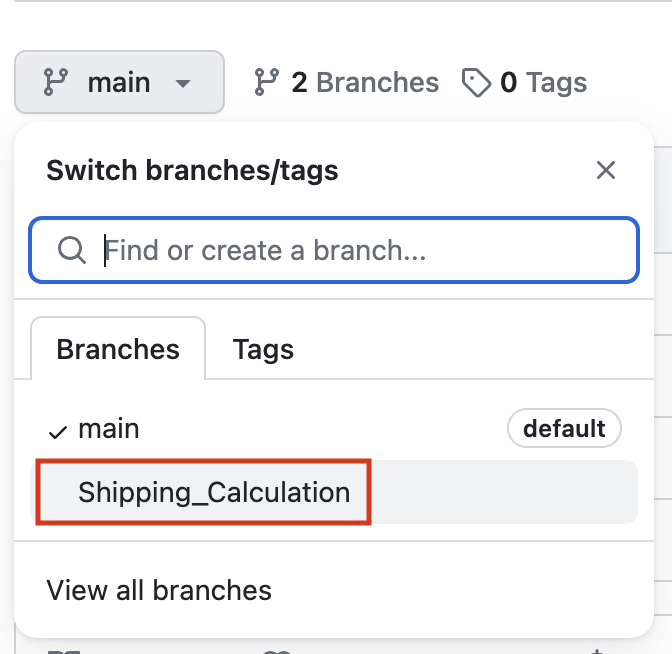 main 2 Branches 0 Tags
Switch branches/tags
Find or create a branch...
Branches Tags
main default
Shipping_Calculation
View all branches